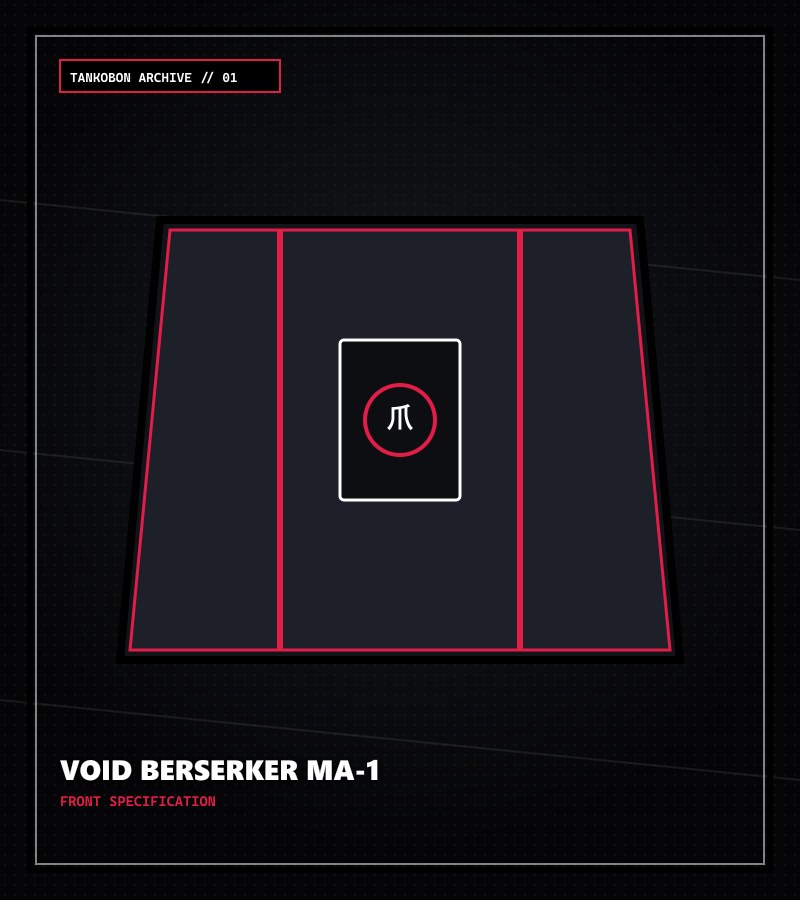 TANKOBON ARCHIVE // 01
爪
VOID BERSERKER MA-1
FRONT SPECIFICATION